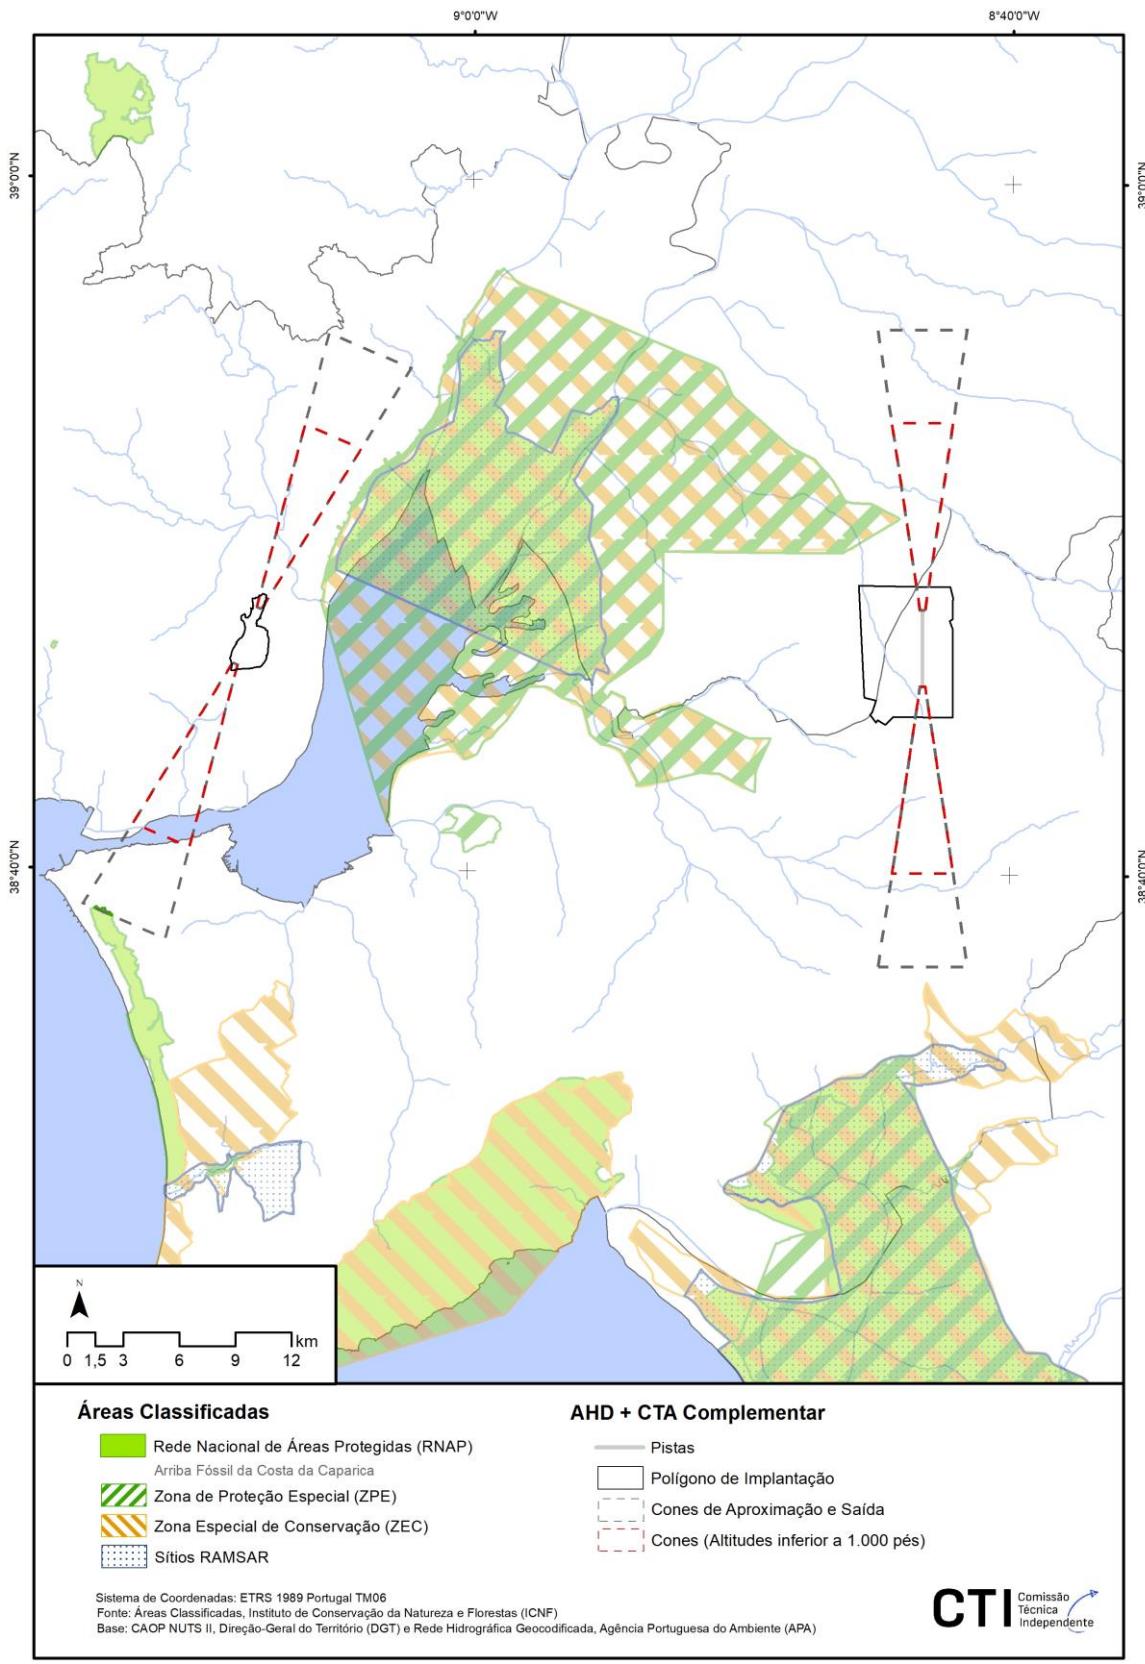 9°0'0"W
8°40'0"W
39°0'0"N
39°0'0"N
38°40'0"N
38°40'0"N
N
km
0 1,5 3 6 9 12
Áreas Classificadas
Rede Nacional de Áreas Protegidas (RNAP)
Arriba Fóssil da Costa da Caparica
Zona de Proteção Especial (ZPE)
Zona Especial de Conservação (ZEC)
Sítios RAMSAR
AHD + CTA Complementar
Pistas
Polígono de Implantação
Cones de Aproximação e Saída
Cones (Altitudes inferior a 1.000 pés)
Sistema de Coordenadas: ETRS 1989 Portugal TM06
Fonte: Áreas Classificadas, Instituto de Conservação da Natureza e Florestas (ICNF)
Base: CAOP NUTS II, Direção-Geral do Território (DGT) e Rede Hidrográfica Geocodificada, Agência Portuguesa do Ambiente (APA)
CTI
Comissão
Técnica
Independente